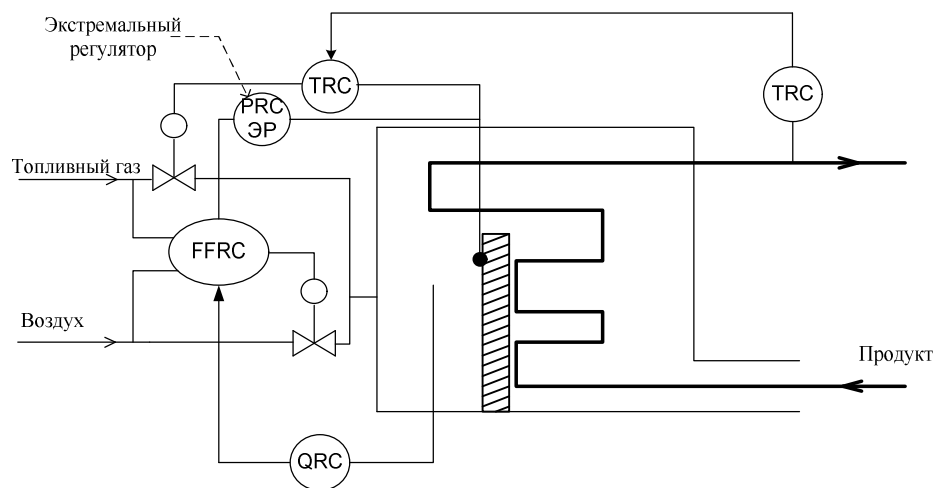 Экстремальный
регулятор
TRC
TRC
PRC
ЭР
Топливный газ
FFRC
Воздух
Продукт
QRC